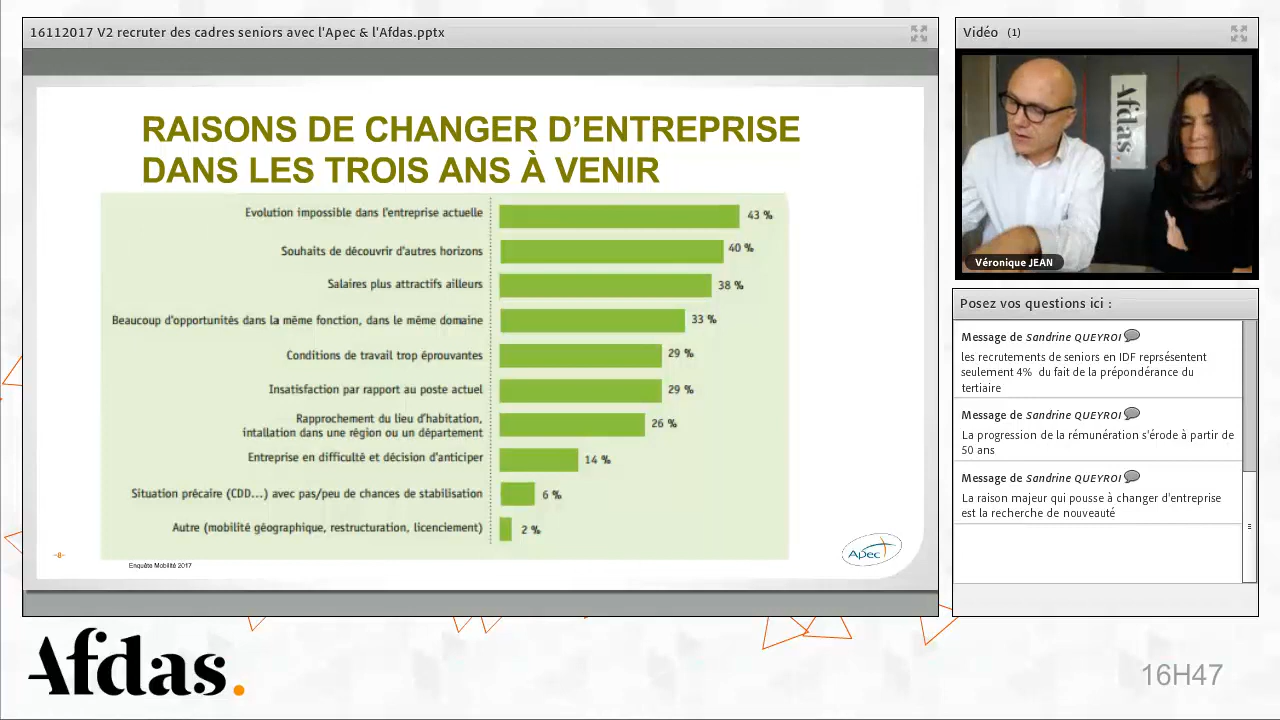 16112017 V2 recruter des cadres seniors avec l'Apec & l'Afdas.pptx
RAISONS DE CHANGER D'ENTREPRISE
DANS LES TROIS ANS À VENIR
Evolution impossible dans l'entreprise actuelle
43 %
Souhaits de découvrir d'autres horizons
40 %
Salaires plus attractifs ailleurs
38 %
Beaucoup d'opportunités dans la même fonction, dans le même domaine
33 %
Conditions de travail trop éprouvantes
29 %
Insatisfaction par rapport au poste actuel
29 %
Rapprochement du lieu d'habitation,
intallation dans une région ou un département
26 %
Entreprise en difficulté et décision d'anticiper
14 %
Situation précaire (CDD...) avec pas/peu de chances de stabilisation
6 %
Autre (mobilité géographique, restructuration, licenciement)
2 %
-8-
Enquête Mobilité 2017
Apec
Vidéo (1)
Afdas.
Véronique JEAN
Posez vos questions ici :
Message de Sandrine QUEYROI
les recrutements de seniors en IDF reprsésentent
seulement 4% du fait de la prépondérance du
tertiaire
Message de Sandrine QUEYROI
La progression de la rémunération s'érode à partir de
50 ans
Message de Sandrine QUEYROI
La raison majeur qui pousse à changer d'entreprise
est la recherche de nouveauté
Afdas.
16H47